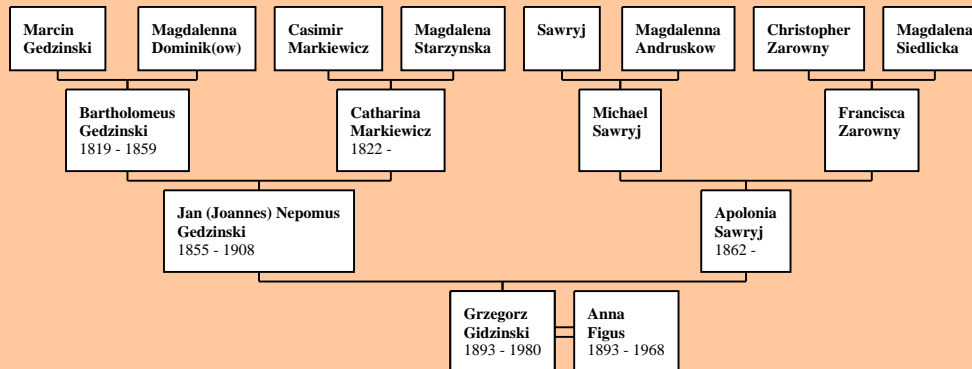 Marcin
Gedzinski
Magdalenna
Dominik(ow)
Casimir
Markiewicz
Magdalena
Starzynska
Sawryj
Magdalenna
Andruskow
Christopher
Zarowny
Magdalena
Siedlicka
Bartholomeus
Gedzinski
1819 - 1859
Catharina
Markiewicz
1822 -
Michael
Sawryj
Francisca
Zarowny
Jan (Joannes) Nepomus
Gedzinski
1855 - 1908
Apolonia
Sawryj
1862 -
Grzegorz
Gidzinski
1893 - 1980
Anna
Figus
1893 - 1968